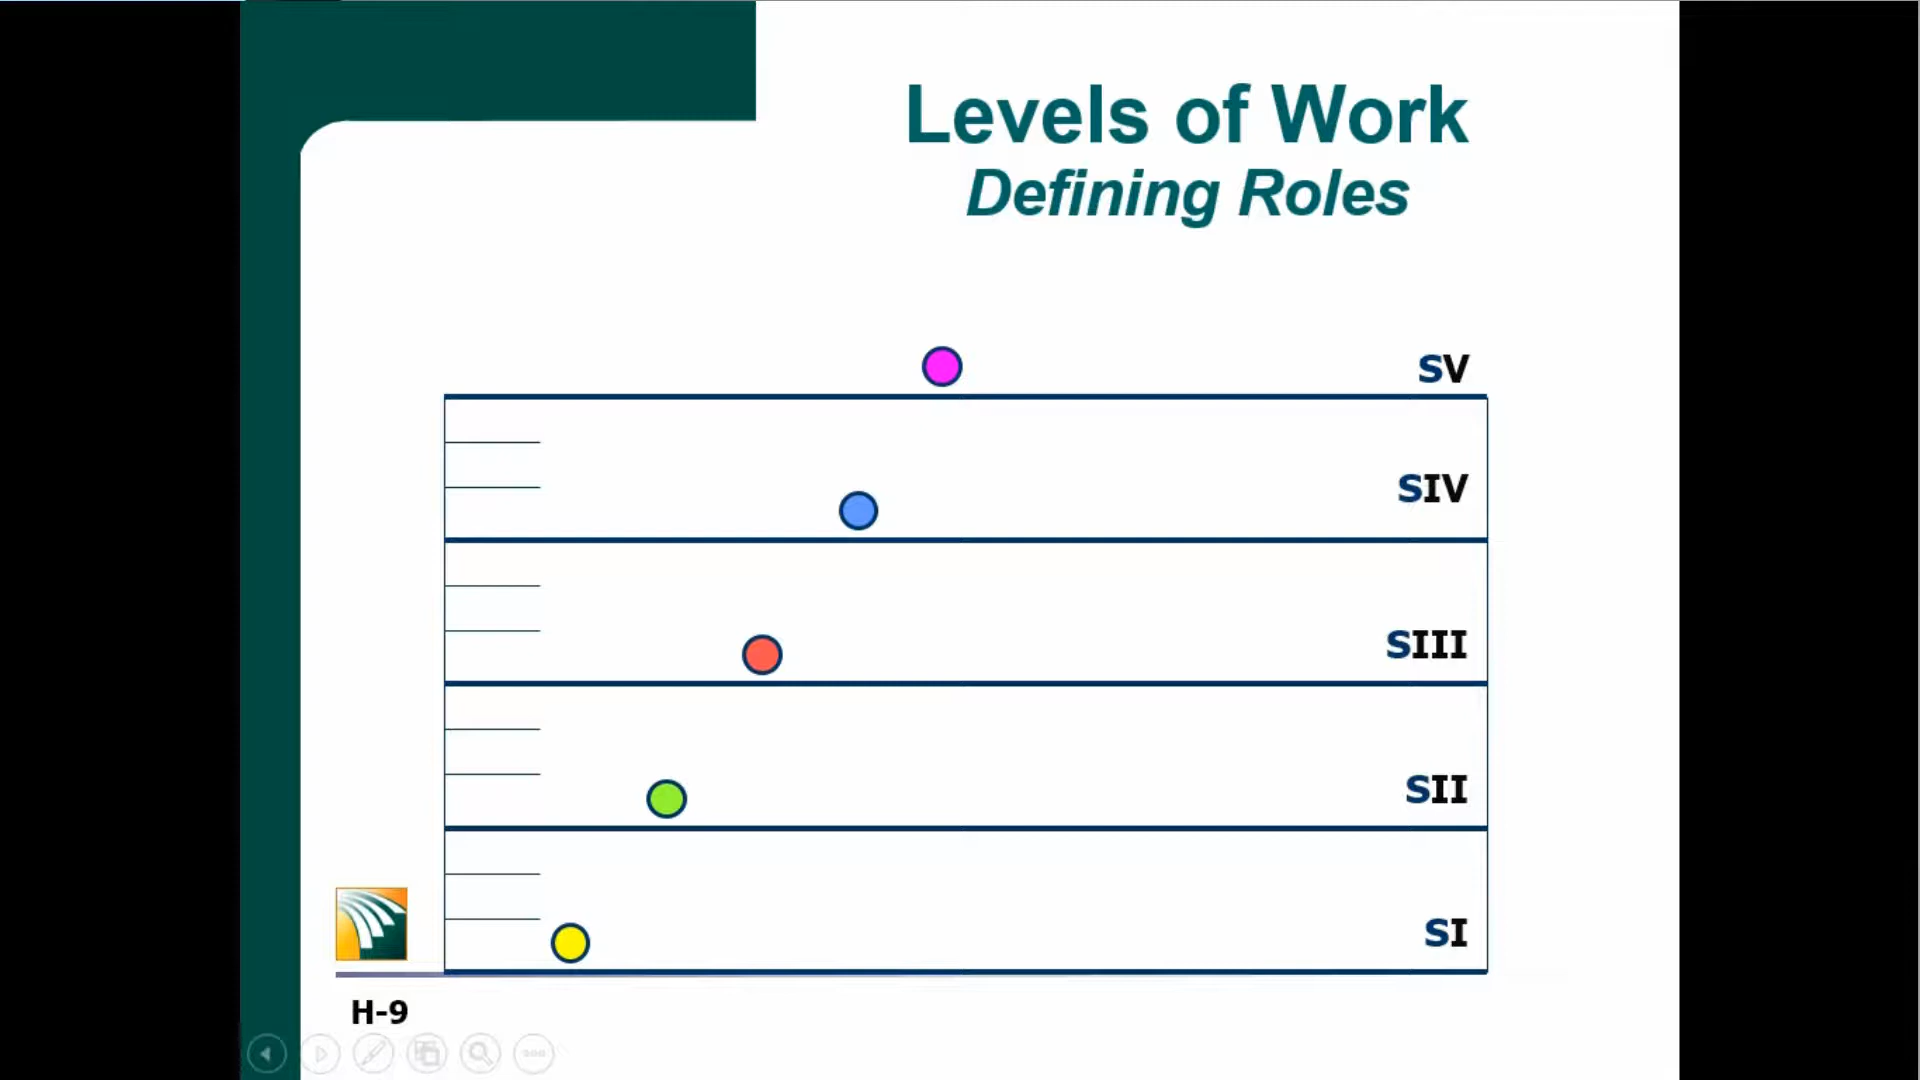 Levels of Work
Defining Roles
SV
SIV
SIII
SII
SI
H-9